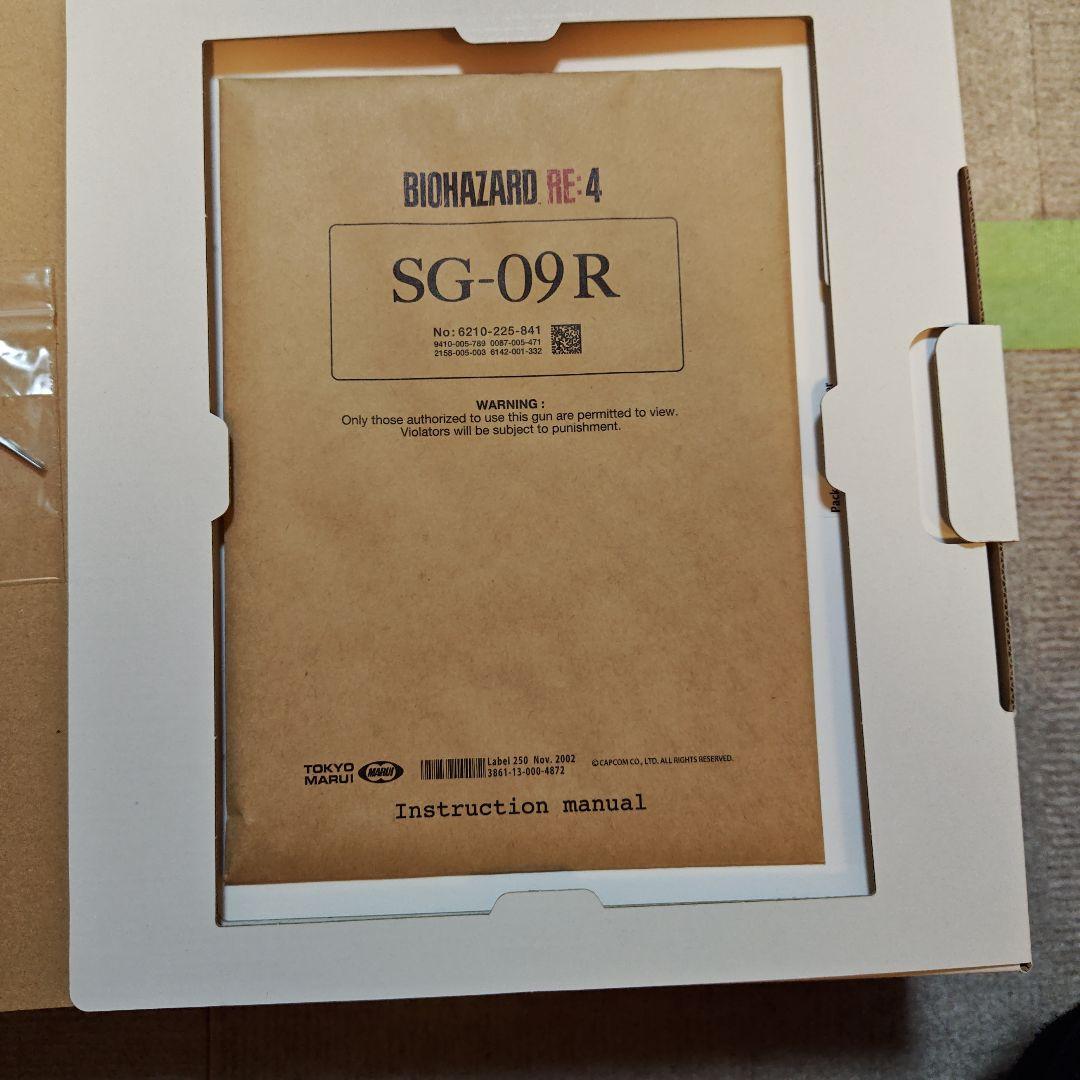 BIOHAZARD RE:4
SG-09 R
No: 6210-225-841
9410-005-789 0087-005-471
2158-005-003 6142-001-332
WARNING :
Only those authorized to use this gun are permitted to view.
Violators will be subject to punishment.
TOKYO
MARUI
MARUI
Label 250 Nov. 2002
3861-13-000-4872
©CAPCOM CO., LTD. ALL RIGHTS RESERVED.
Instruction manual